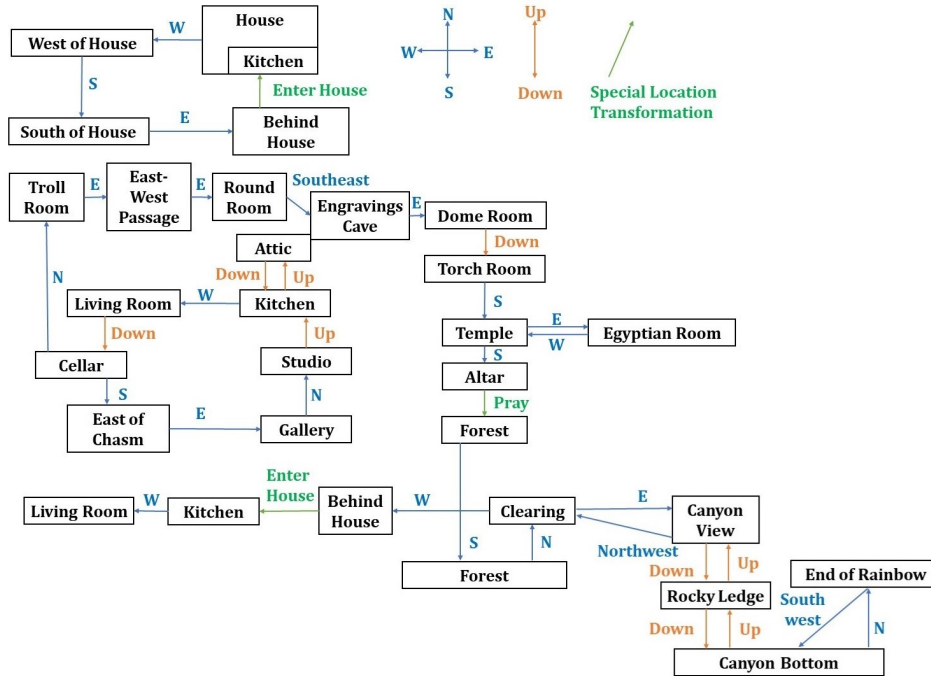 House
W
West of House
Kitchen
S
Enter House
South of House
E
Behind
House
N
W
E
S
Up
Down
Special Location
Transformation
Troll
Room
E
East-
West
Passage
E
Round
Room
Southeast
Engravings
Cave
E
Dome Room
Attic
Down
Up
Down
Torch Room
N
Living Room
W
Kitchen
S
Down
Up
Temple
E
W
Egyptian Room
Cellar
Studio
S
Altar
S
N
Pray
East of
Chasm
E
Gallery
Forest
Enter
House
Living Room
W
Kitchen
Behind
House
W
Clearing
E
Canyon
View
Northwest
S
N
Forest
Down
Up
End of Rainbow
Rocky Ledge
South
west
Down
Up
N
Canyon Bottom